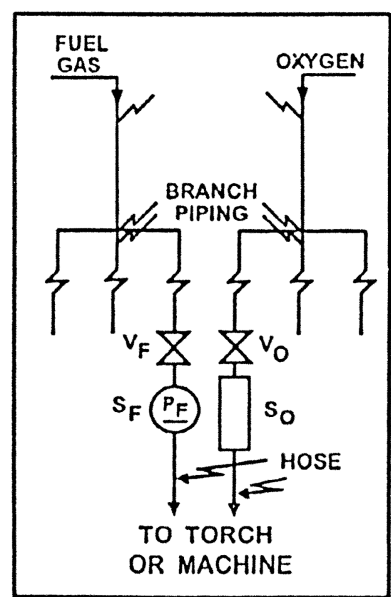 FUEL
GAS
OXYGEN
BRANCH
PIPING
VF
VO
SF
PF
SO
HOSE
TO TORCH
OR MACHINE